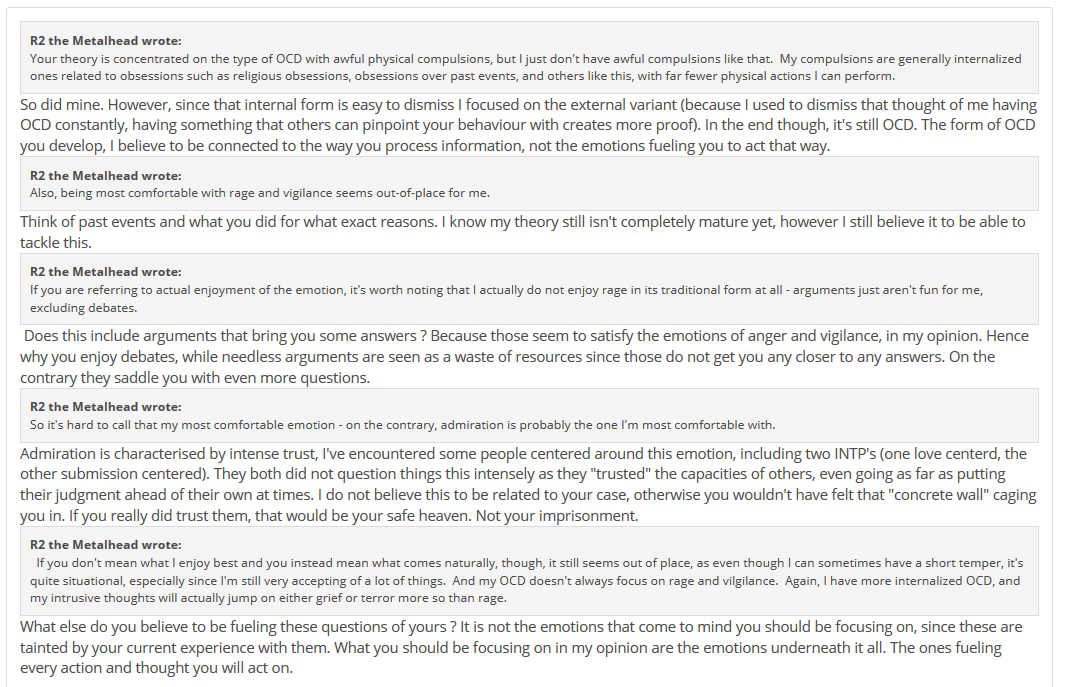 R2 the Metalhead wrote:
Your theory is concentrated on the type of OCD with awful physical compulsions, but I just don't have awful compulsions like that.  My compulsions are generally internalized
ones related to obsessions such as religious obsessions, obsessions over past events, and others like this, with far fewer physical actions I can perform.
So did mine. However, since that internal form is easy to dismiss I focused on the external variant (because I used to dismiss that thought of me having
OCD constantly, having something that others can pinpoint your behaviour with creates more proof). In the end though, it's still OCD. The form of OCD
you develop, I believe to be connected to the way you process information, not the emotions fueling you to act that way.
R2 the Metalhead wrote:
Also, being most comfortable with rage and vigilance seems out-of-place for me.
Think of past events and what you did for what exact reasons. I know my theory still isn't completely mature yet, however I still believe it to be able to
tackle this.
R2 the Metalhead wrote:
If you are referring to actual enjoyment of the emotion, it's worth noting that I actually do not enjoy rage in its traditional form at all - arguments just aren't fun for me,
excluding debates.
Does this include arguments that bring you some answers ? Because those seem to satisfy the emotions of anger and vigilance, in my opinion. Hence
why you enjoy debates, while needless arguments are seen as a waste of resources since those do not get you any closer to any answers. On the
contrary they saddle you with even more questions.
R2 the Metalhead wrote:
So it's hard to call that my most comfortable emotion - on the contrary, admiration is probably the one I'm most comfortable with.
Admiration is characterised by intense trust, I've encountered some people centered around this emotion, including two INTP's (one love centerd, the
other submission centered). They both did not question things this intensely as they "trusted" the capacities of others, even going as far as putting
their judgment ahead of their own at times. I do not believe this to be related to your case, otherwise you wouldn't have felt that "concrete wall" caging
you in. If you really did trust them, that would be your safe heaven. Not your imprisonment.
R2 the Metalhead wrote:
If you don't mean what I enjoy best and you instead mean what comes naturally, though, it still seems out of place, as even though I can sometimes have a short temper, it's
quite situational, especially since I'm still very accepting of a lot of things.  And my OCD doesn't always focus on rage and vilgilance.  Again, I have more internalized OCD, and
my intrusive thoughts will actually jump on either grief or terror more so than rage.
What else do you believe to be fueling these questions of yours ? It is not the emotions that come to mind you should be focusing on, since these are
tainted by your current experience with them. What you should be focusing on in my opinion are the emotions underneath it all. The ones fueling
every action and thought you will act on.